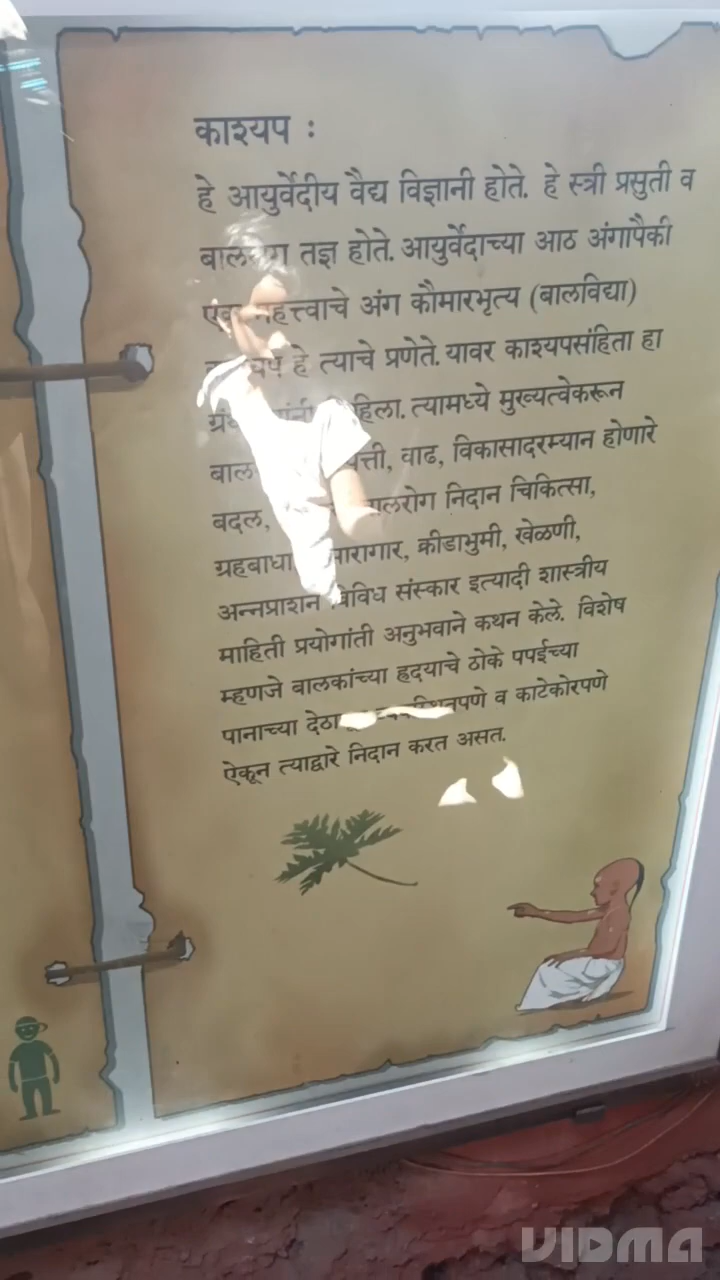 काश्यप :
हे आयुर्वेदीय वैद्य विज्ञानी होते. हे स्त्री प्रसुती व
तज्ञ होते. आयुर्वेदाच्या आठ अंगापैकी
महत्त्वाचे अंग कौमारभृत्य (बालविद्या)
हे त्याचे प्रणेते. यावर काश्यपसंहिता हा
त्यामध्ये मुख्यत्वेकरून
वाढ, विकासादरम्यान होणारे
बदल, निदान चिकित्सा,
ग्रहबाधा क्रीडाभुमी, खेळणी,
अन्नप्राशन विविध संस्कार इत्यादी शास्त्रीय
माहिती प्रयोगांती अनुभवाने कथन केले. विशेष
म्हणजे बालकांच्या ह्रदयाचे ठोके पपईच्या
पानाच्या व काटेकोरपणे
ऐकून त्याद्वारे निदान करत असत.
VIDMA